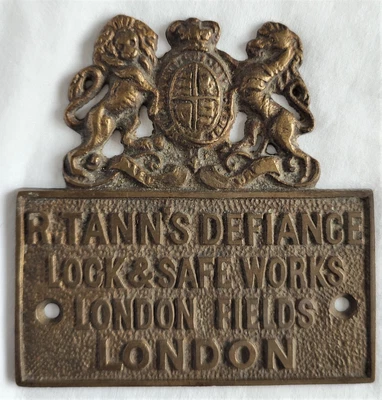 R. TANN'S DEFIANCE
LOCK & SAFE WORKS
LONDON FIELDS
LONDON